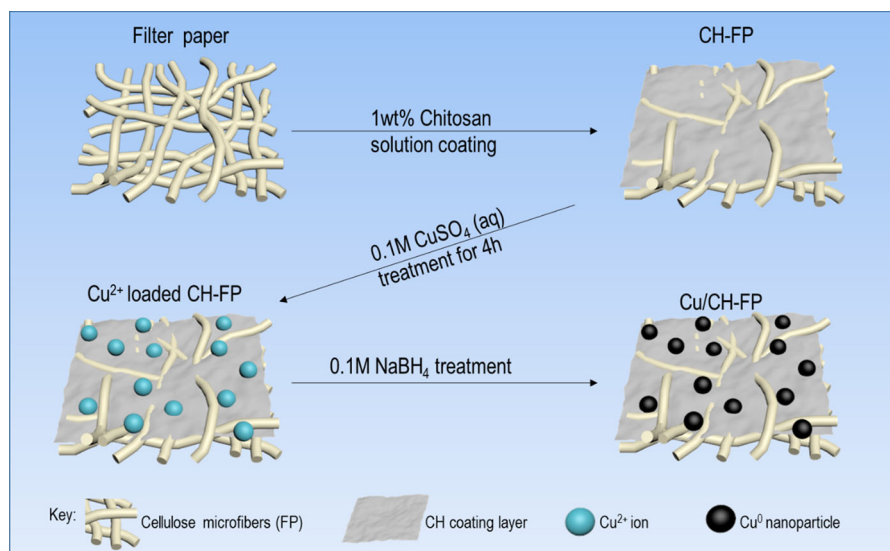 Filter paper
CH-FP
1wt% Chitosan
solution coating
0.1M CuSO₄ (aq)
treatment for 4h
Cu²⁺ loaded CH-FP
Cu/CH-FP
0.1M NaBH₄ treatment
Key:
Cellulose microfibers (FP)
CH coating layer
Cu²⁺ ion
Cu⁰ nanoparticle